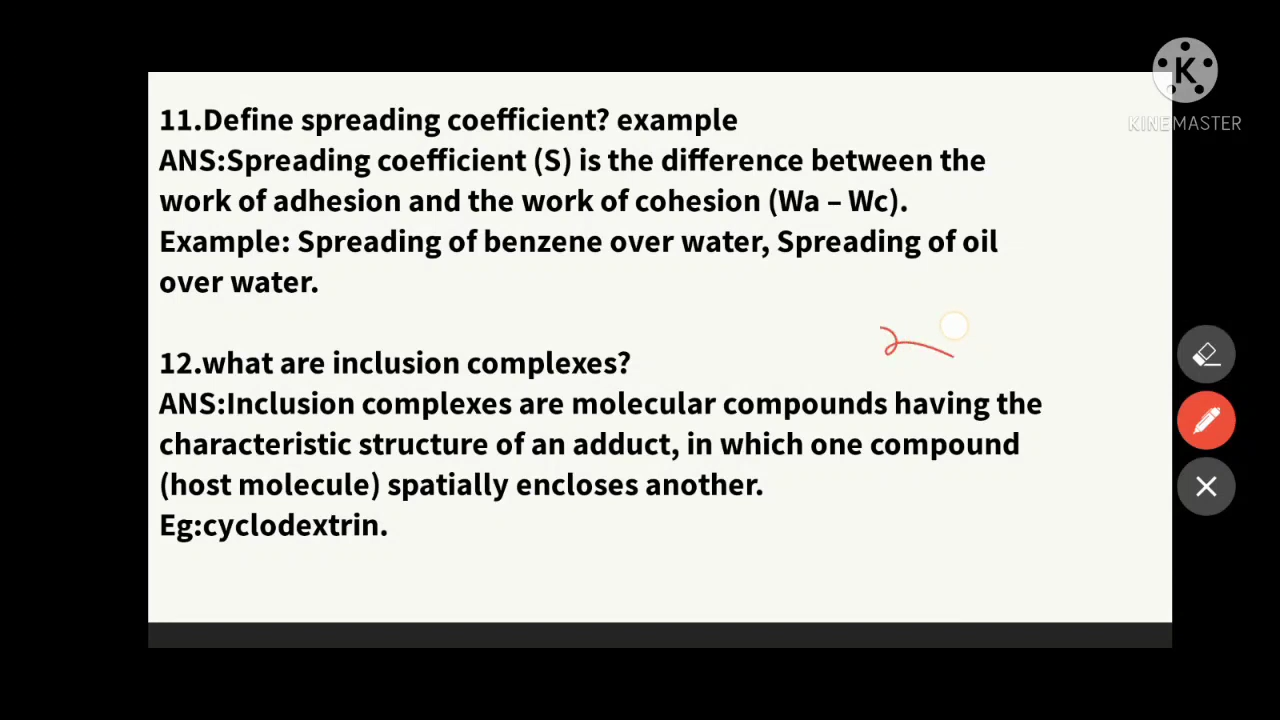 K
KINEMASTER
11.Define spreading coefficient? example
ANS:Spreading coefficient (S) is the difference between the
work of adhesion and the work of cohesion (Wa – Wc).
Example: Spreading of benzene over water, Spreading of oil
over water.
12.what are inclusion complexes?
ANS:Inclusion complexes are molecular compounds having the
characteristic structure of an adduct, in which one compound
(host molecule) spatially encloses another.
Eg:cyclodextrin.